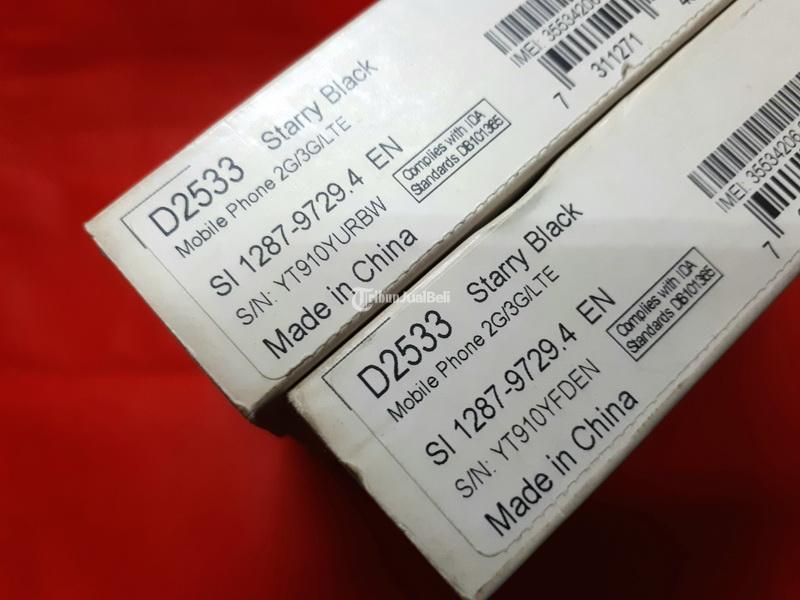 D2533 Starry Black
Mobile Phone 2G/3G/LTE
SI 1287-9729.4 EN
S/N: YT910YURBW
Made in China
Complies with IDA
Standards DB101365
IMEI: 35534206
7 311271
TribunJualBeli
D2533 Starry Black
Mobile Phone 2G/3G/LTE
SI 1287-9729.4 EN
S/N: YT910YFDEN
Made in China
Complies with IDA
Standards DB101365
IMEI: 35534206
7